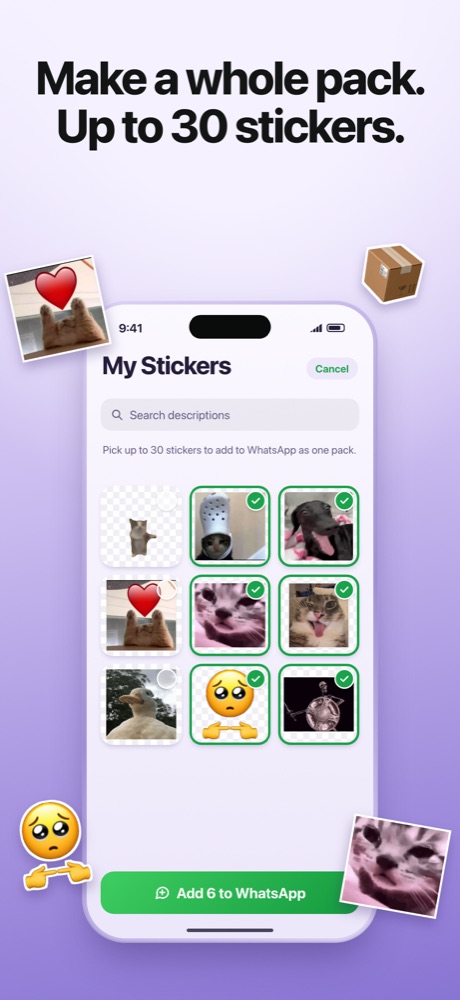 Make a whole pack.
Up to 30 stickers.
9:41
My Stickers
Cancel
Search descriptions
Pick up to 30 stickers to add to WhatsApp as one pack.
Add 6 to WhatsApp